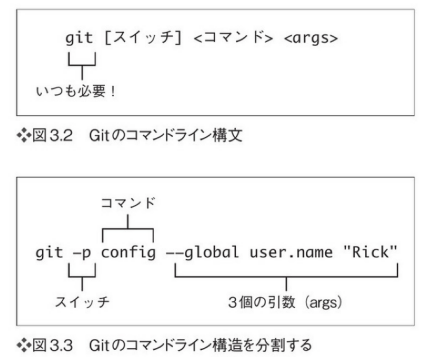 git [スイッチ] <コマンド> <args>
いつも必要！
❖図3.2 Gitのコマンドライン構文
コマンド
git –p config ––global user.name "Rick"
スイッチ 3個の引数（args）
❖図3.3 Gitのコマンドライン構造を分割する